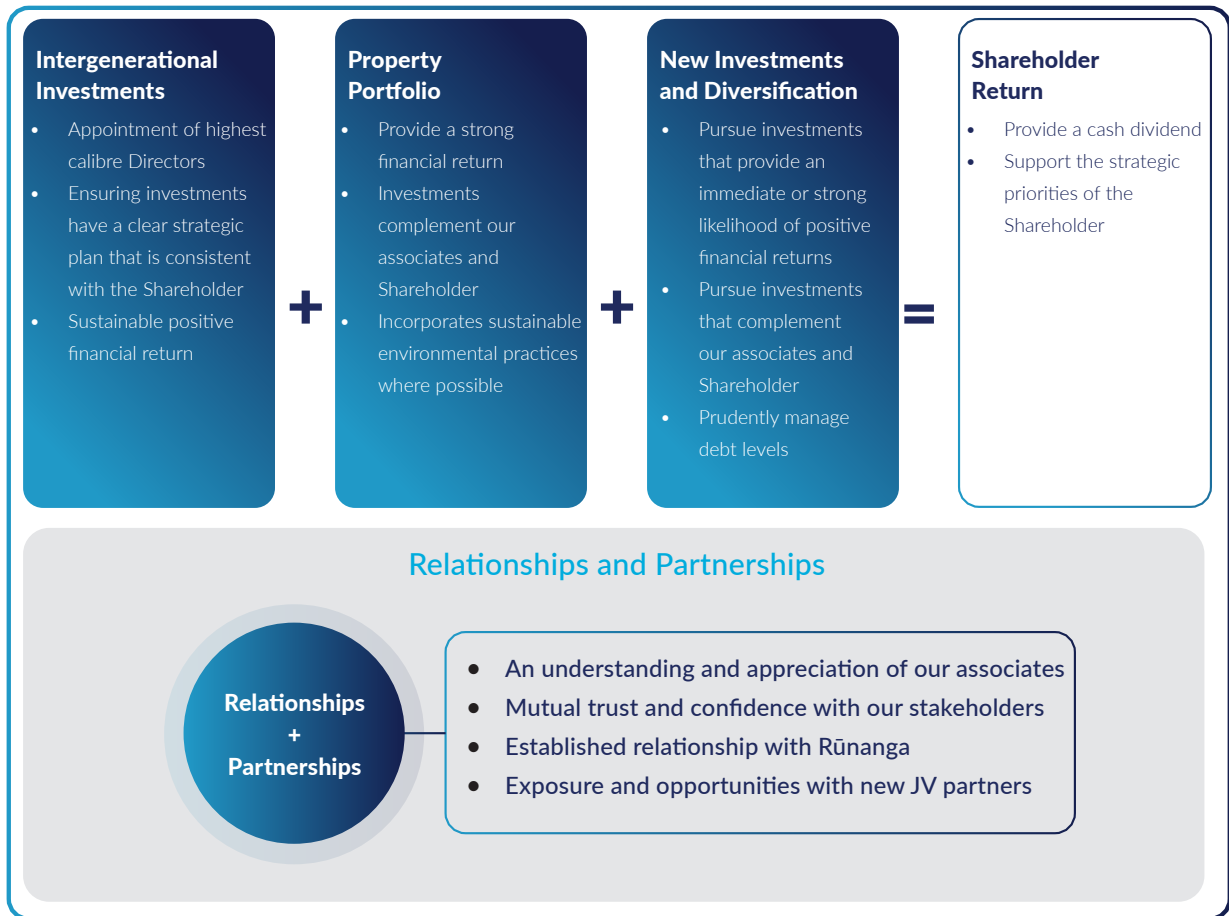 Intergenerational
Investments
• Appointment of highest
calibre Directors
• Ensuring investments
have a clear strategic
plan that is consistent
with the Shareholder
• Sustainable positive
financial return
+
Property
Portfolio
• Provide a strong
financial return
• Investments
complement our
associates and
Shareholder
• Incorporates sustainable
environmental practices
where possible
+
New Investments
and Diversification
• Pursue investments
that provide an
immediate or strong
likelihood of positive
financial returns
• Pursue investments
that complement
our associates and
Shareholder
• Prudently manage
debt levels
=
Shareholder
Return
• Provide a cash dividend
• Support the strategic
priorities of the
Shareholder
Relationships and Partnerships
Relationships
+
Partnerships
• An understanding and appreciation of our associates
• Mutual trust and confidence with our stakeholders
• Established relationship with Rūnanga
• Exposure and opportunities with new JV partners